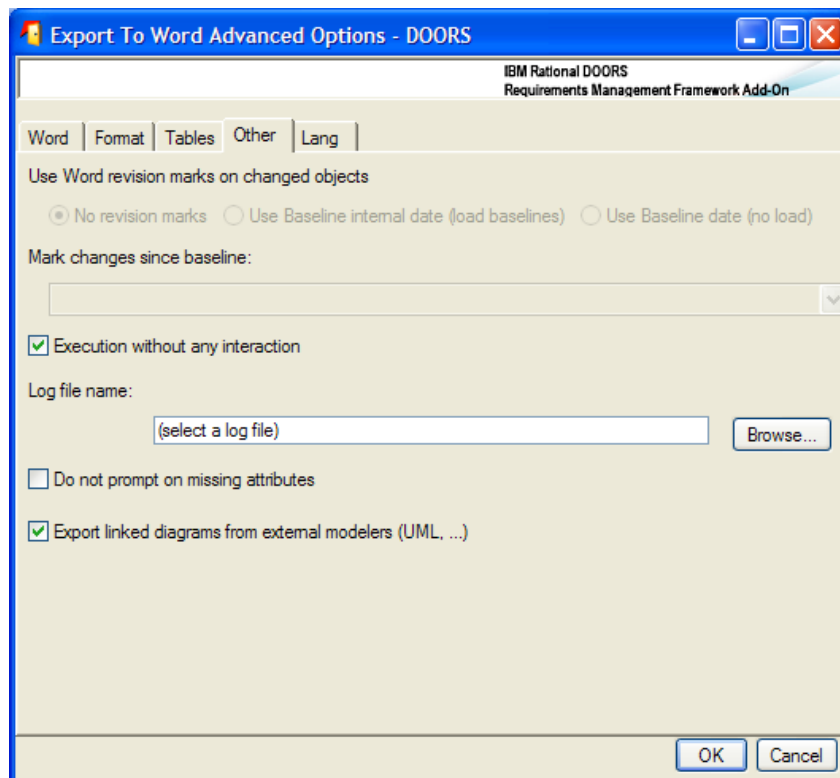 Export To Word Advanced Options - DOORS
IBM Rational DOORS
Requirements Management Framework Add-On
Word Format Tables Other Lang
Use Word revision marks on changed objects
No revision marks Use Baseline internal date (load baselines) Use Baseline date (no load)
Mark changes since baseline:
Execution without any interaction
Log file name:
(select a log file) Browse...
Do not prompt on missing attributes
Export linked diagrams from external modelers (UML, ...)
OK Cancel